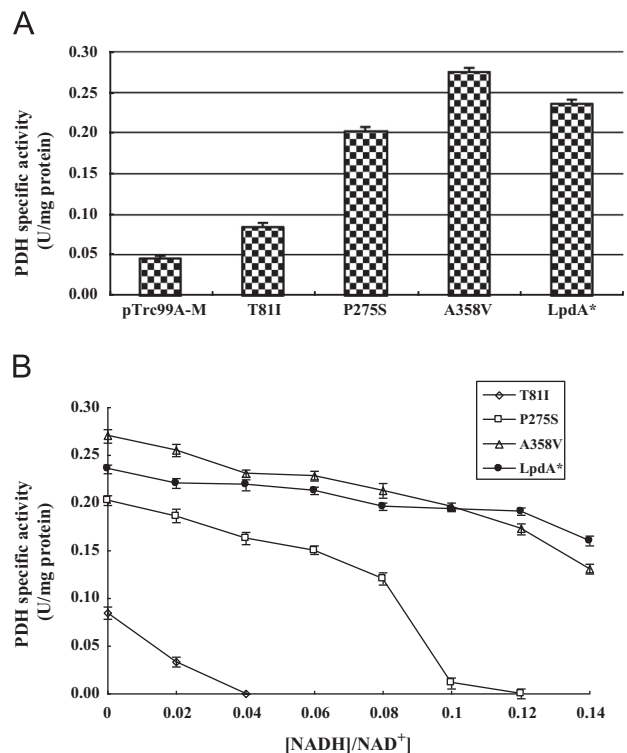 A
PDH specific activity
(U/mg protein)
0.30
0.25
0.20
0.15
0.10
0.05
0.00
pTrc99A-M T81I P275S A358V LpdA*
B
PDH specific activity
(U/mg protein)
0.30
0.25
0.20
0.15
0.10
0.05
0.00
T81I
P275S
A358V
LpdA*
0 0.02 0.04 0.06 0.08 0.1 0.12 0.14
[NADH]/NAD⁺]